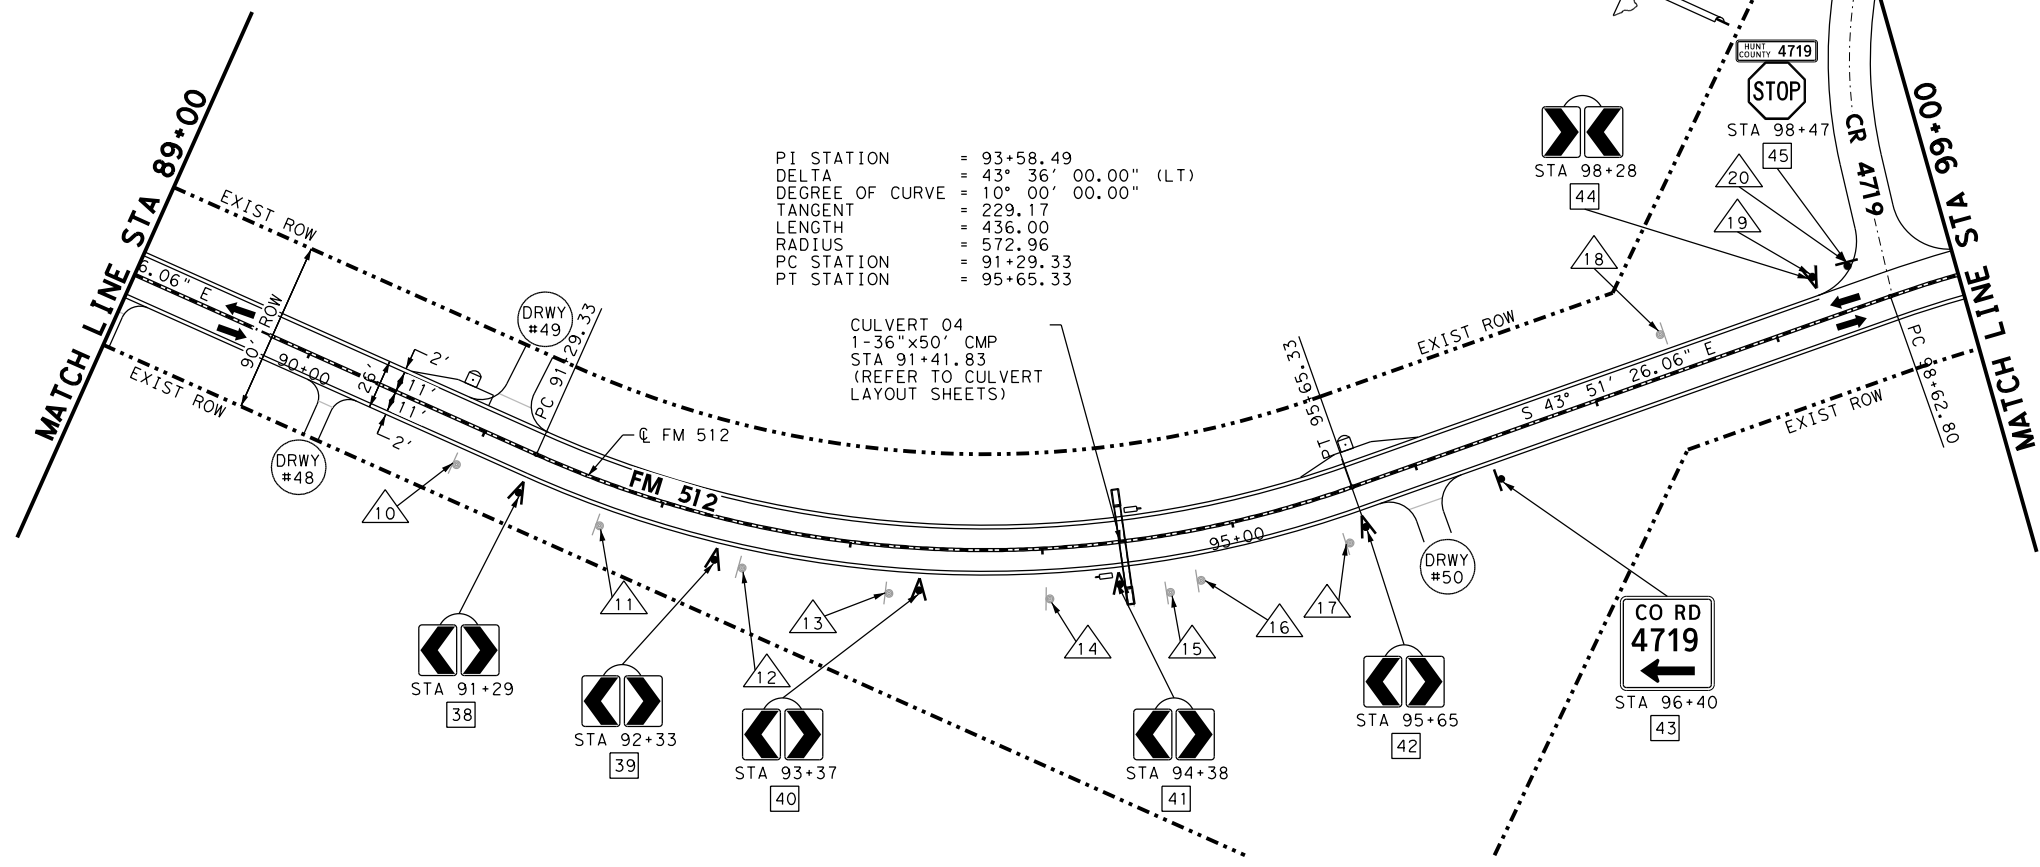 MATCH LINE STA 89+00
EXIST ROW
6.06" E
90' ROW
EXIST ROW
90+00
DRWY
#48
26'
2'
11'
11'
2'
DRWY
#49
PC 91+29.33
℄ FM 512
FM 512
PI STATION = 93+58.49
DELTA = 43° 36' 00.00" (LT)
DEGREE OF CURVE = 10° 00' 00.00"
TANGENT = 229.17
LENGTH = 436.00
RADIUS = 572.96
PC STATION = 91+29.33
PT STATION = 95+65.33
CULVERT 04
1-36"x50' CMP
STA 91+41.83
(REFER TO CULVERT
LAYOUT SHEETS)
95+00
PT 95+65.33
EXIST ROW
S 43° 51' 26.06" E
DRWY
#50
EXIST ROW
PC 98+62.80
CR 4719
MATCH LINE STA 99+00
HUNT
COUNTY 4719
STOP
STA 98+47
45
STA 98+28
44
20
19
18
10
11
12
13
14
15
16
17
STA 91+29
38
STA 92+33
39
STA 93+37
40
STA 94+38
41
STA 95+65
42
CO RD
4719
STA 96+40
43